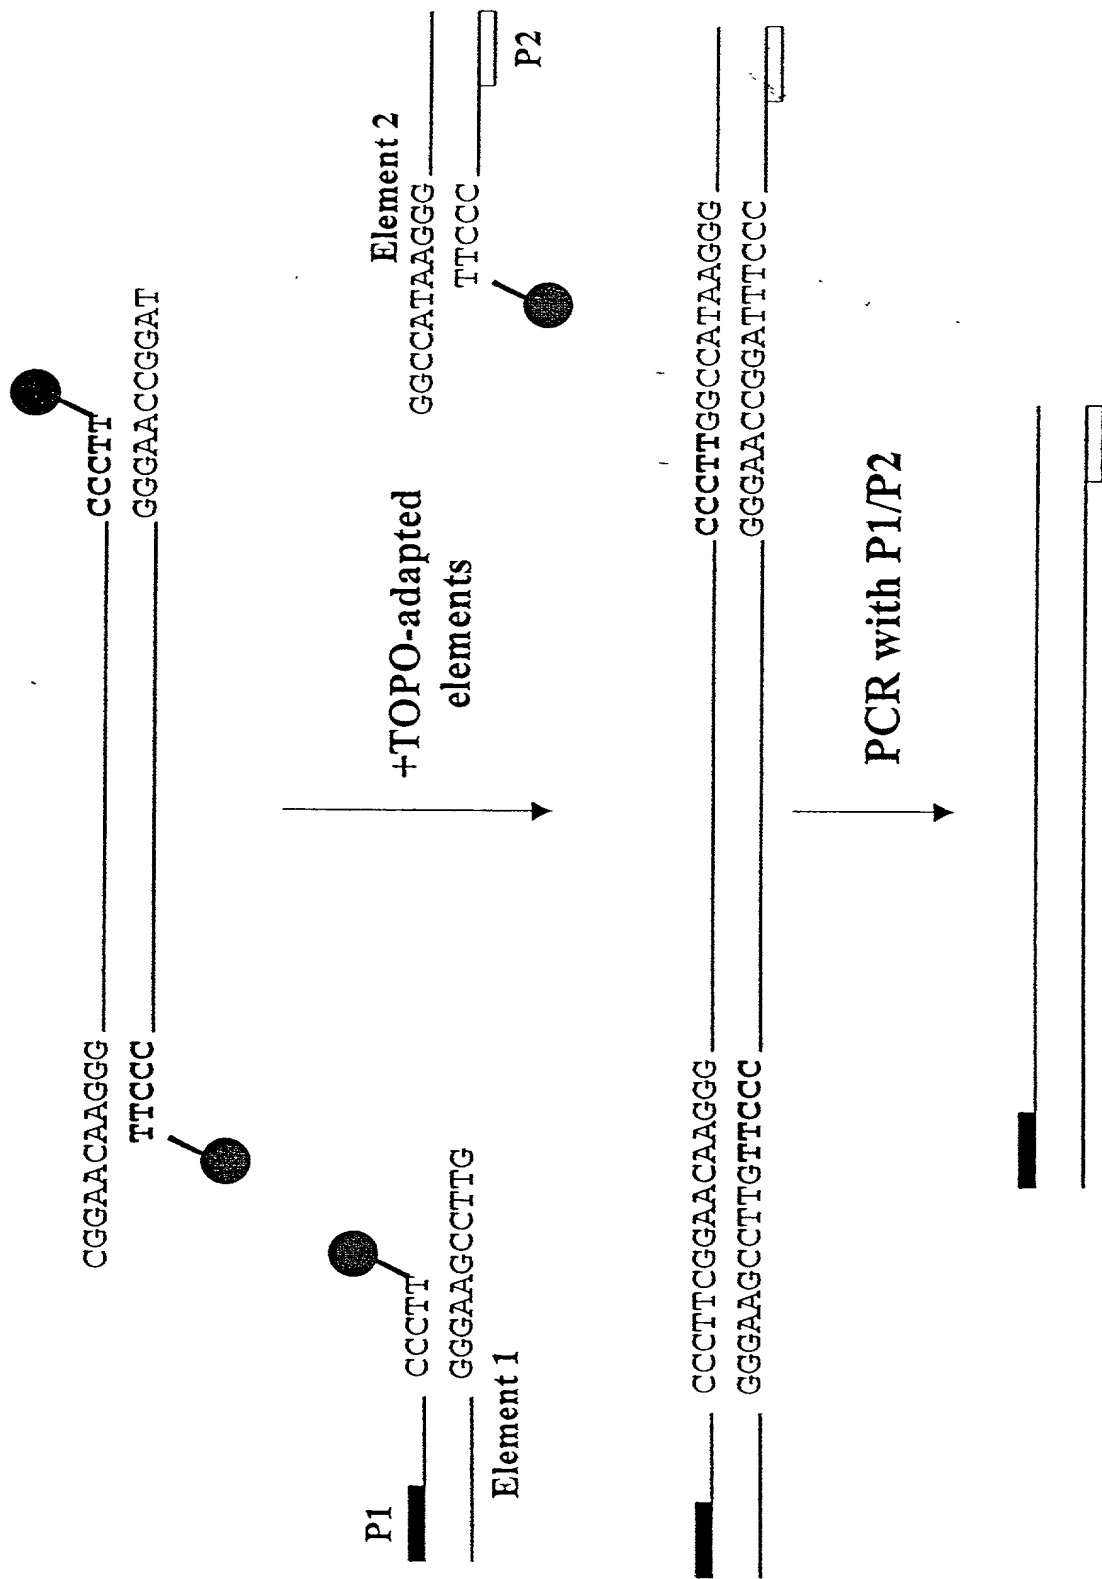 CGGAACAAGGG CCCTT
TTCCC GGGAACCGGAT
P1 CCCTT
GGGAAGCCTTG
Element 1
+TOPO-adapted
elements
Element 2
GGCCATAAGGG
TTCCC
P2
CCCTTCGGAACAAGGG CCCTTGGCCATAAGGG
GGGAAGCCTTGTTCCC GGGAACCGGATTTCCC
PCR with P1/P2